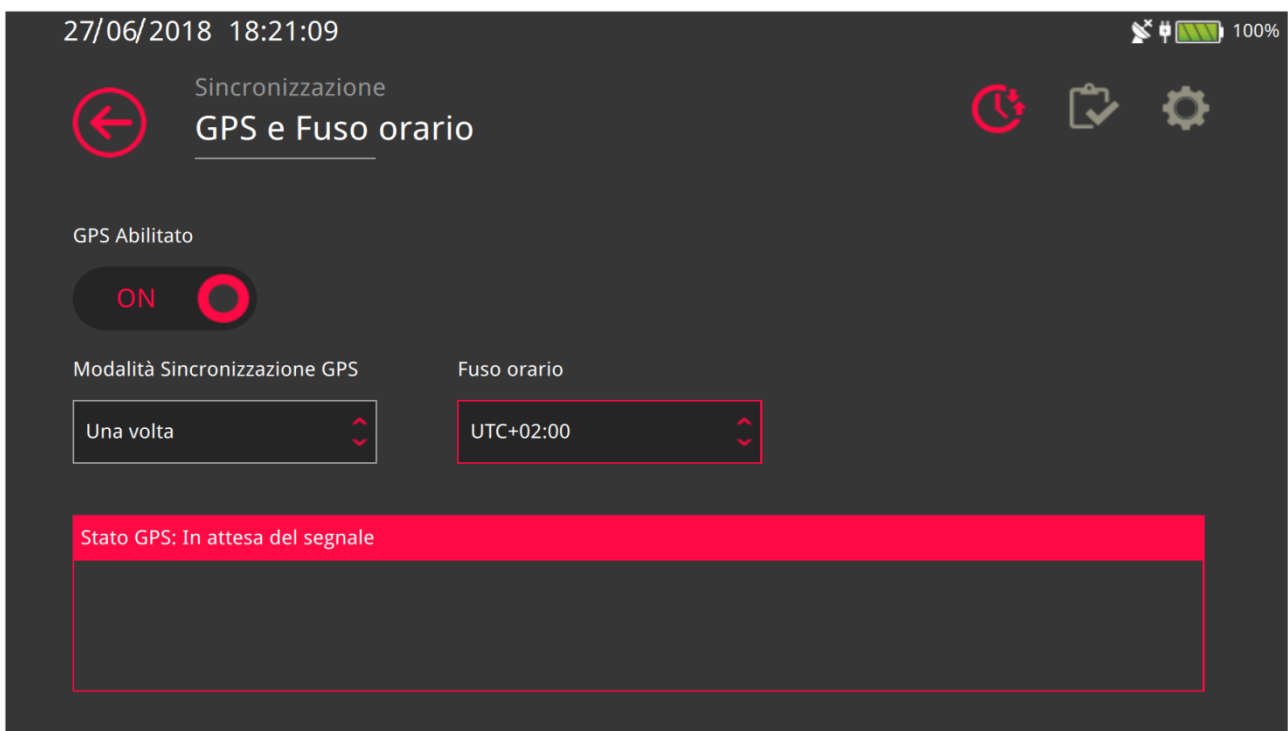 27/06/2018 18:21:09
100%
Sincronizzazione
GPS e Fuso orario
GPS Abilitato
ON
Modalità Sincronizzazione GPS
Fuso orario
Una volta
UTC+02:00
Stato GPS: In attesa del segnale